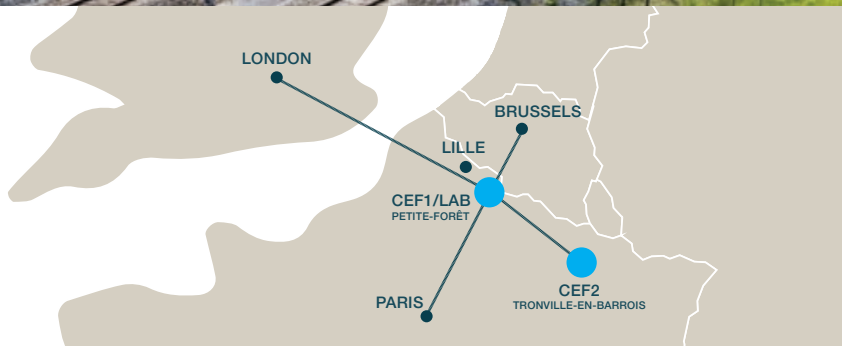 LONDON
BRUSSELS
LILLE
CEF1/LAB
PETITE-FORÊT
CEF2
TRONVILLE-EN-BARROIS
PARIS